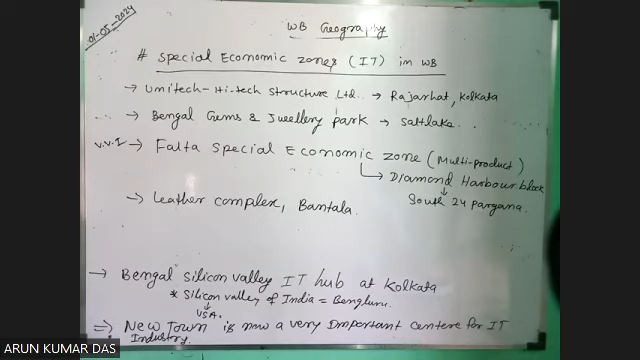 01-05-2024
WB Geography
# Special Economic zones (IT) in WB
→ Unitech-Hi-tech structure Ltd. → Rajarhat, Kolkata
→ Bengal Gems & Juellery park → saltlake.
V.V.I → Falta Special Economic zone (Multi-product)
↳ Diamond Harbour block
↓
South 24 pargana.
→ Leather complex, Bantala.
→ Bengal silicon valley IT hub at Kolkata
* Silicon valley of India = Bengluru.
↓
USA.
⇒ New Town is now a very Important centere for IT
Industry.
ARUN KUMAR DAS